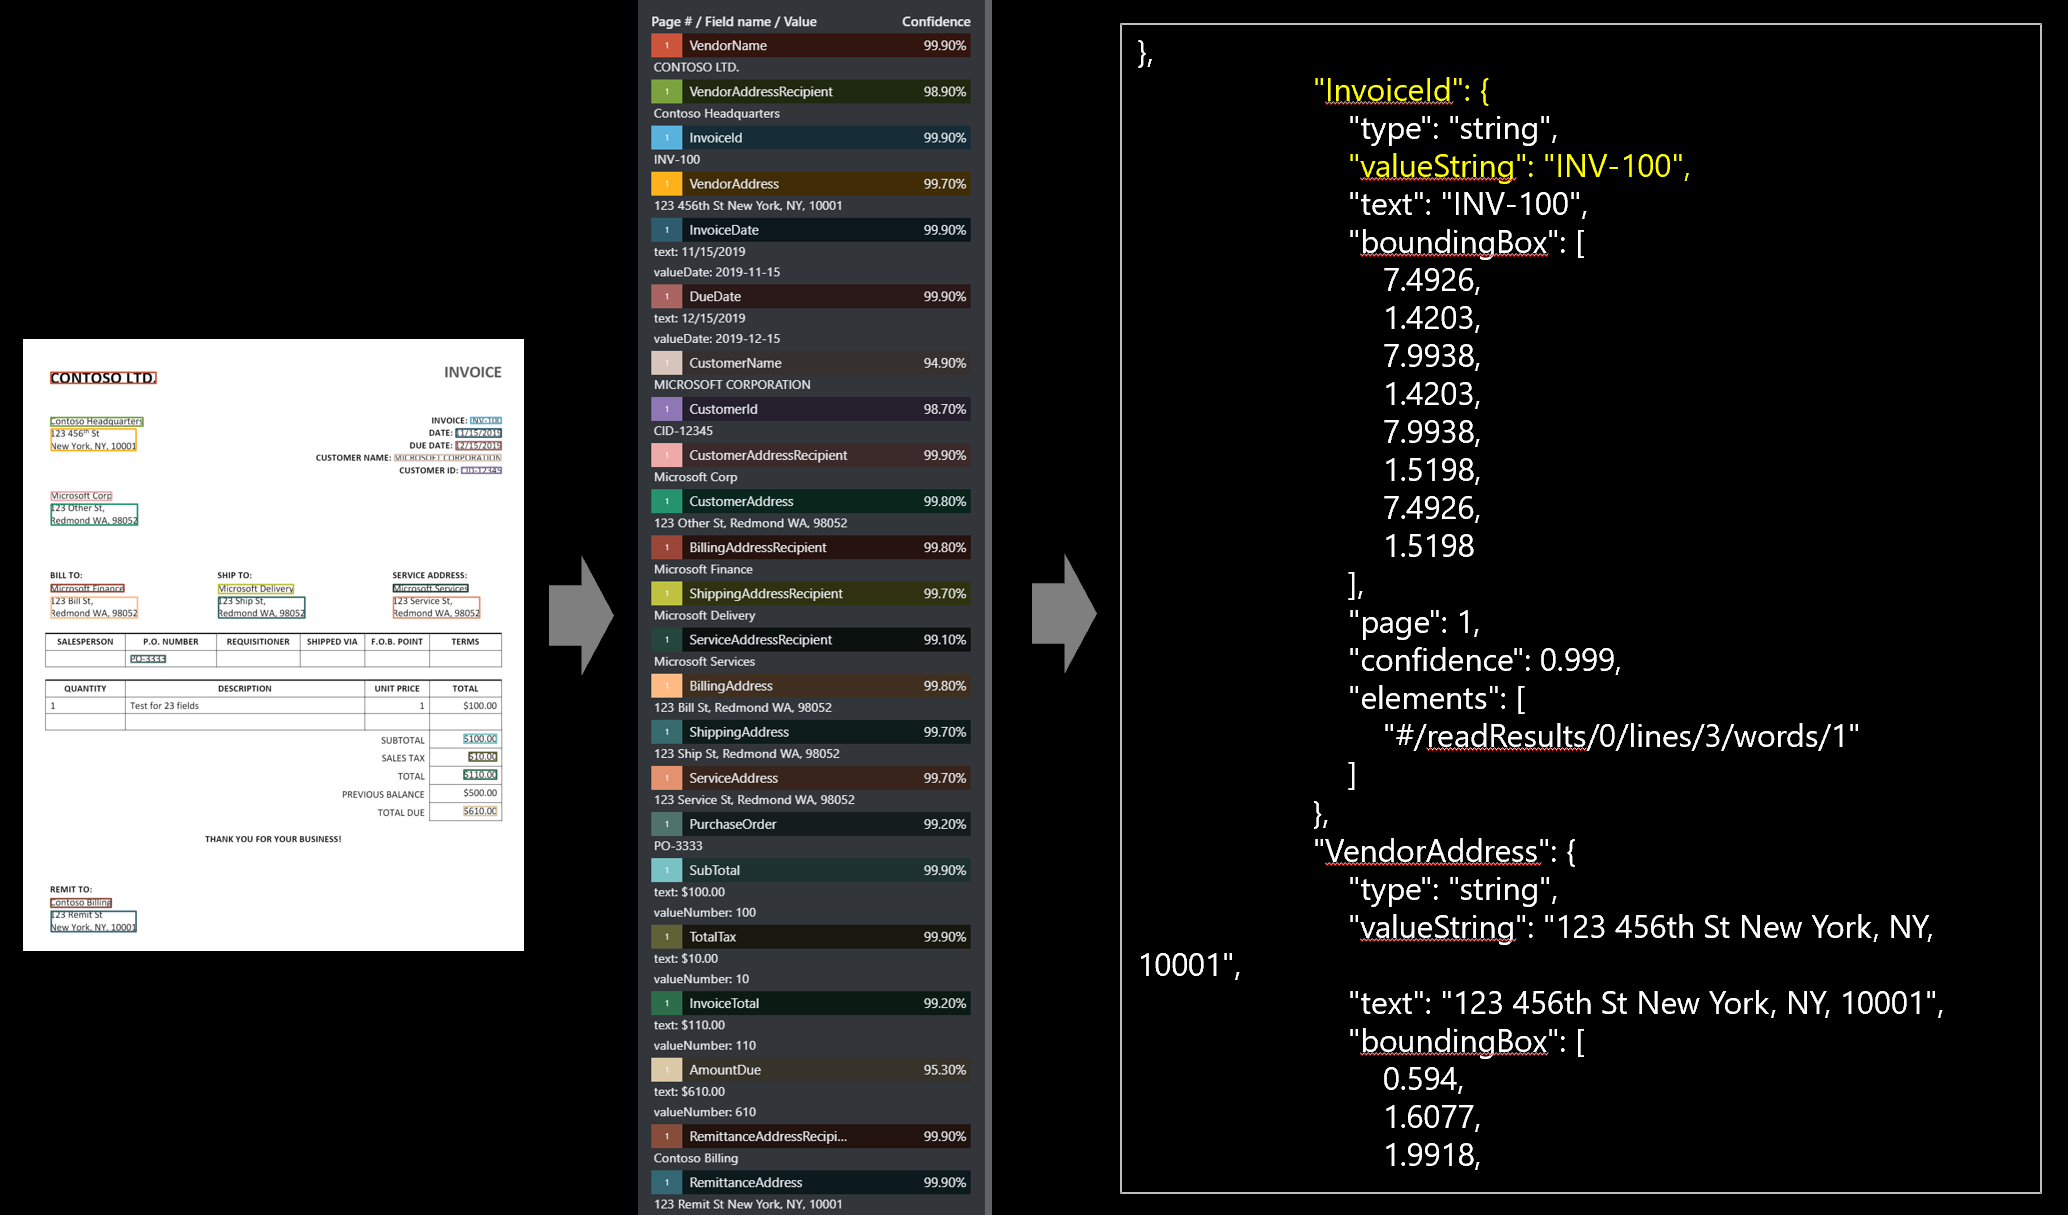 CONTOSO LTD.
INVOICE
Contoso Headquarters
123 456th St
New York, NY, 10001
INVOICE: INV-100
DATE: 11/15/2019
DUE DATE: 12/15/2019
CUSTOMER NAME: MICROSOFT CORPORATION
CUSTOMER ID: CID-12345
Microsoft Corp
123 Other St,
Redmond WA, 98052
BILL TO:
Microsoft Finance
123 Bill St,
Redmond WA, 98052
SHIP TO:
Microsoft Delivery
123 Ship St,
Redmond WA, 98052
SERVICE ADDRESS:
Microsoft Services
123 Service St,
Redmond WA, 98052
SALESPERSON P.O. NUMBER REQUISITIONER SHIPPED VIA F.O.B. POINT TERMS
PO-3333
QUANTITY DESCRIPTION UNIT PRICE TOTAL
1 Test for 23 fields 1 $100.00
SUBTOTAL $100.00
SALES TAX $10.00
TOTAL $110.00
PREVIOUS BALANCE $500.00
TOTAL DUE $610.00
THANK YOU FOR YOUR BUSINESS!
REMIT TO:
Contoso Billing
123 Remit St
New York, NY, 10001
Page # / Field name / Value Confidence
1 VendorName 99.90%
CONTOSO LTD.
1 VendorAddressRecipient 98.90%
Contoso Headquarters
1 InvoiceId 99.90%
INV-100
1 VendorAddress 99.70%
123 456th St New York, NY, 10001
1 InvoiceDate 99.90%
text: 11/15/2019
valueDate: 2019-11-15
1 DueDate 99.90%
text: 12/15/2019
valueDate: 2019-12-15
1 CustomerName 94.90%
MICROSOFT CORPORATION
1 CustomerId 98.70%
CID-12345
1 CustomerAddressRecipient 99.90%
Microsoft Corp
1 CustomerAddress 99.80%
123 Other St, Redmond WA, 98052
1 BillingAddressRecipient 99.80%
Microsoft Finance
1 ShippingAddressRecipient 99.70%
Microsoft Delivery
1 ServiceAddressRecipient 99.10%
Microsoft Services
1 BillingAddress 99.80%
123 Bill St, Redmond WA, 98052
1 ShippingAddress 99.70%
123 Ship St, Redmond WA, 98052
1 ServiceAddress 99.70%
123 Service St, Redmond WA, 98052
1 PurchaseOrder 99.20%
PO-3333
1 SubTotal 99.90%
text: $100.00
valueNumber: 100
1 TotalTax 99.90%
text: $10.00
valueNumber: 10
1 InvoiceTotal 99.20%
text: $110.00
valueNumber: 110
1 AmountDue 95.30%
text: $610.00
valueNumber: 610
1 RemittanceAddressRecipi... 99.90%
Contoso Billing
1 RemittanceAddress 99.90%
123 Remit St New York, NY, 10001
},
"InvoiceId": {
"type": "string",
"valueString": "INV-100",
"text": "INV-100",
"boundingBox": [
7.4926,
1.4203,
7.9938,
1.4203,
7.9938,
1.5198,
7.4926,
1.5198
],
"page": 1,
"confidence": 0.999,
"elements": [
"#/readResults/0/lines/3/words/1"
]
},
"VendorAddress": {
"type": "string",
"valueString": "123 456th St New York, NY,
10001",
"text": "123 456th St New York, NY, 10001",
"boundingBox": [
0.594,
1.6077,
1.9918,